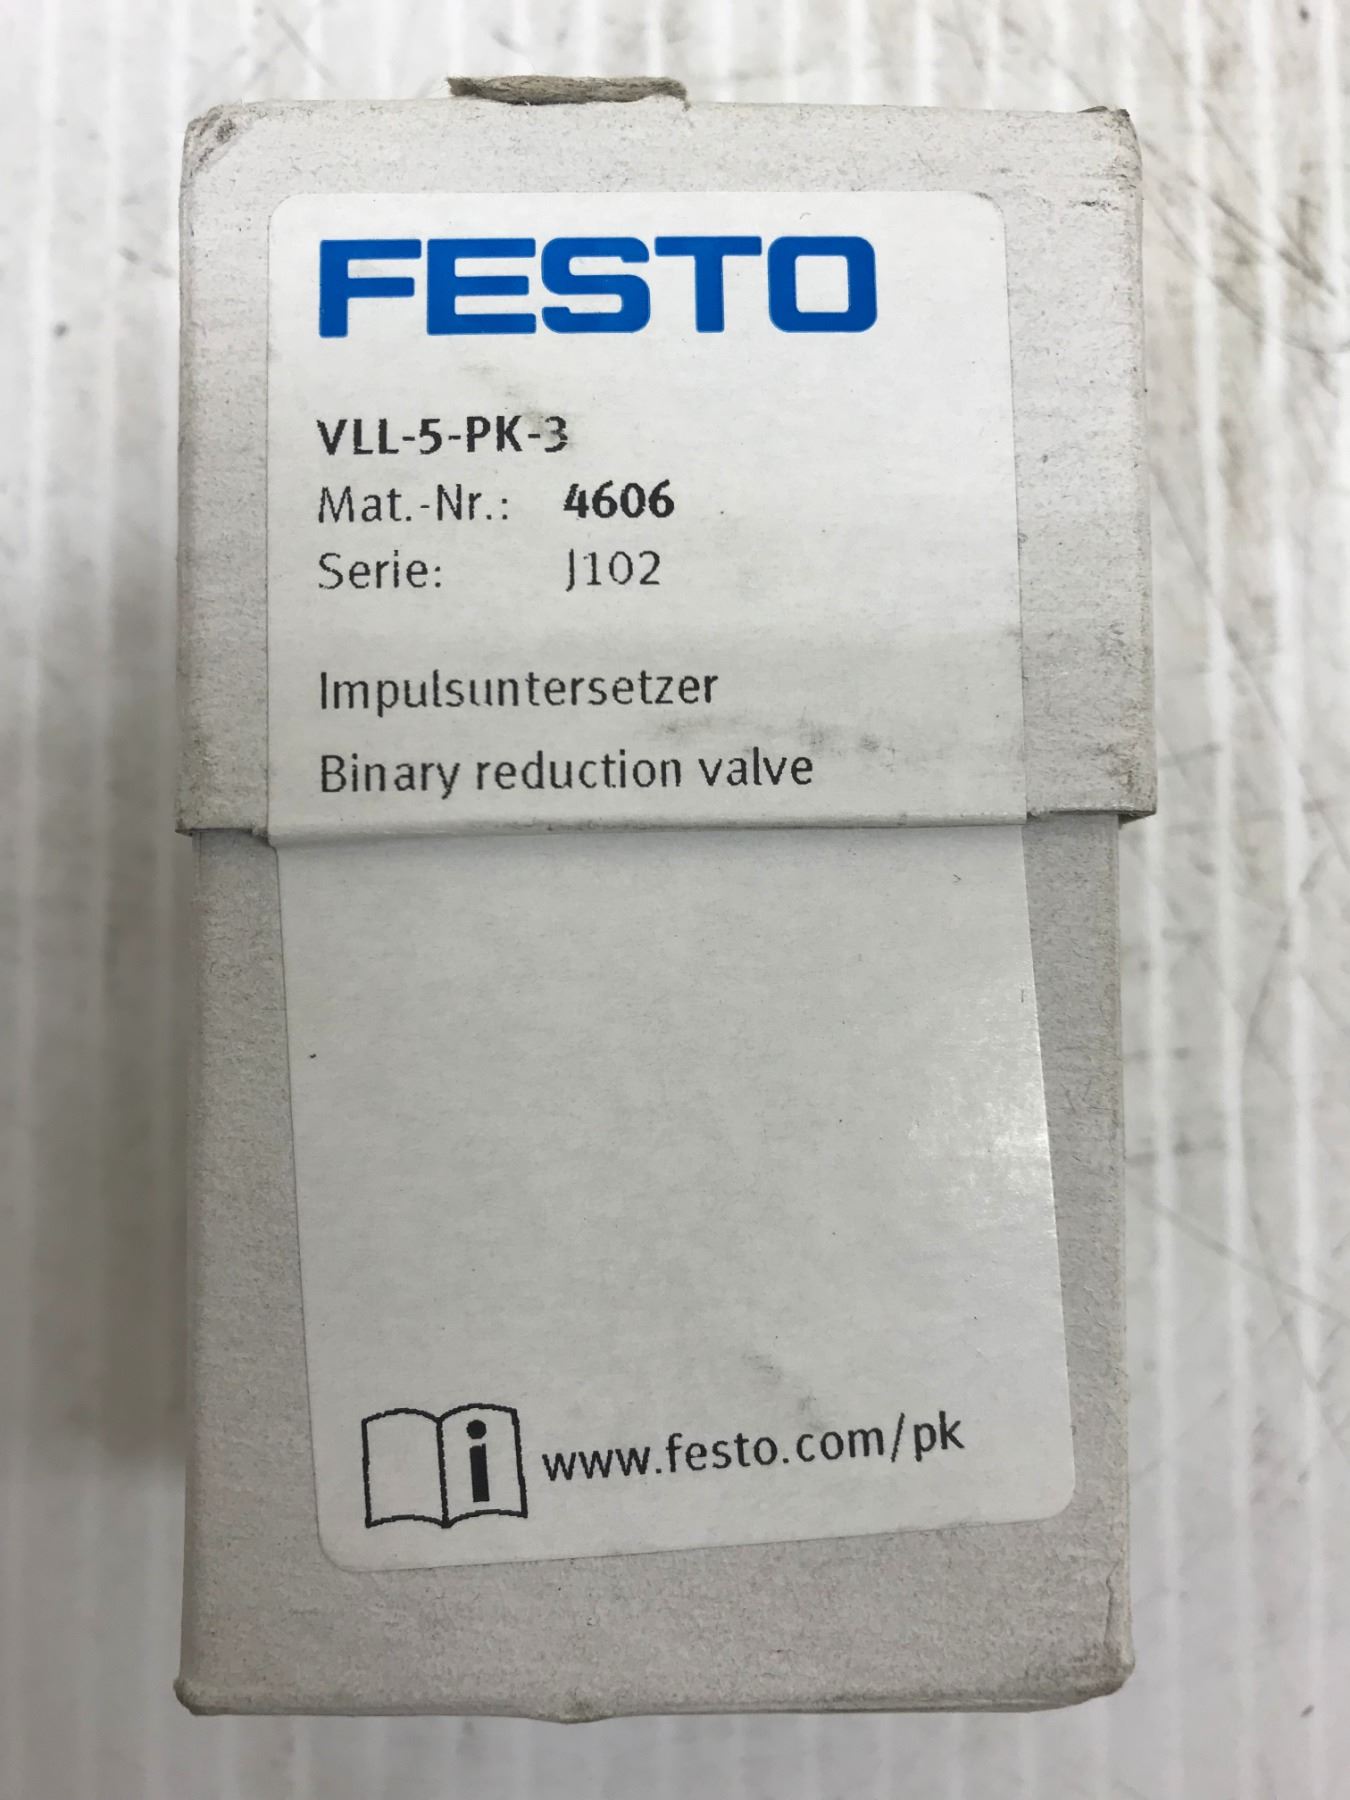 FESTO
VLL-5-PK-3
Mat.-Nr.: 4606
Serie: J102
Impulsuntersetzer
Binary reduction valve
i www.festo.com/pk